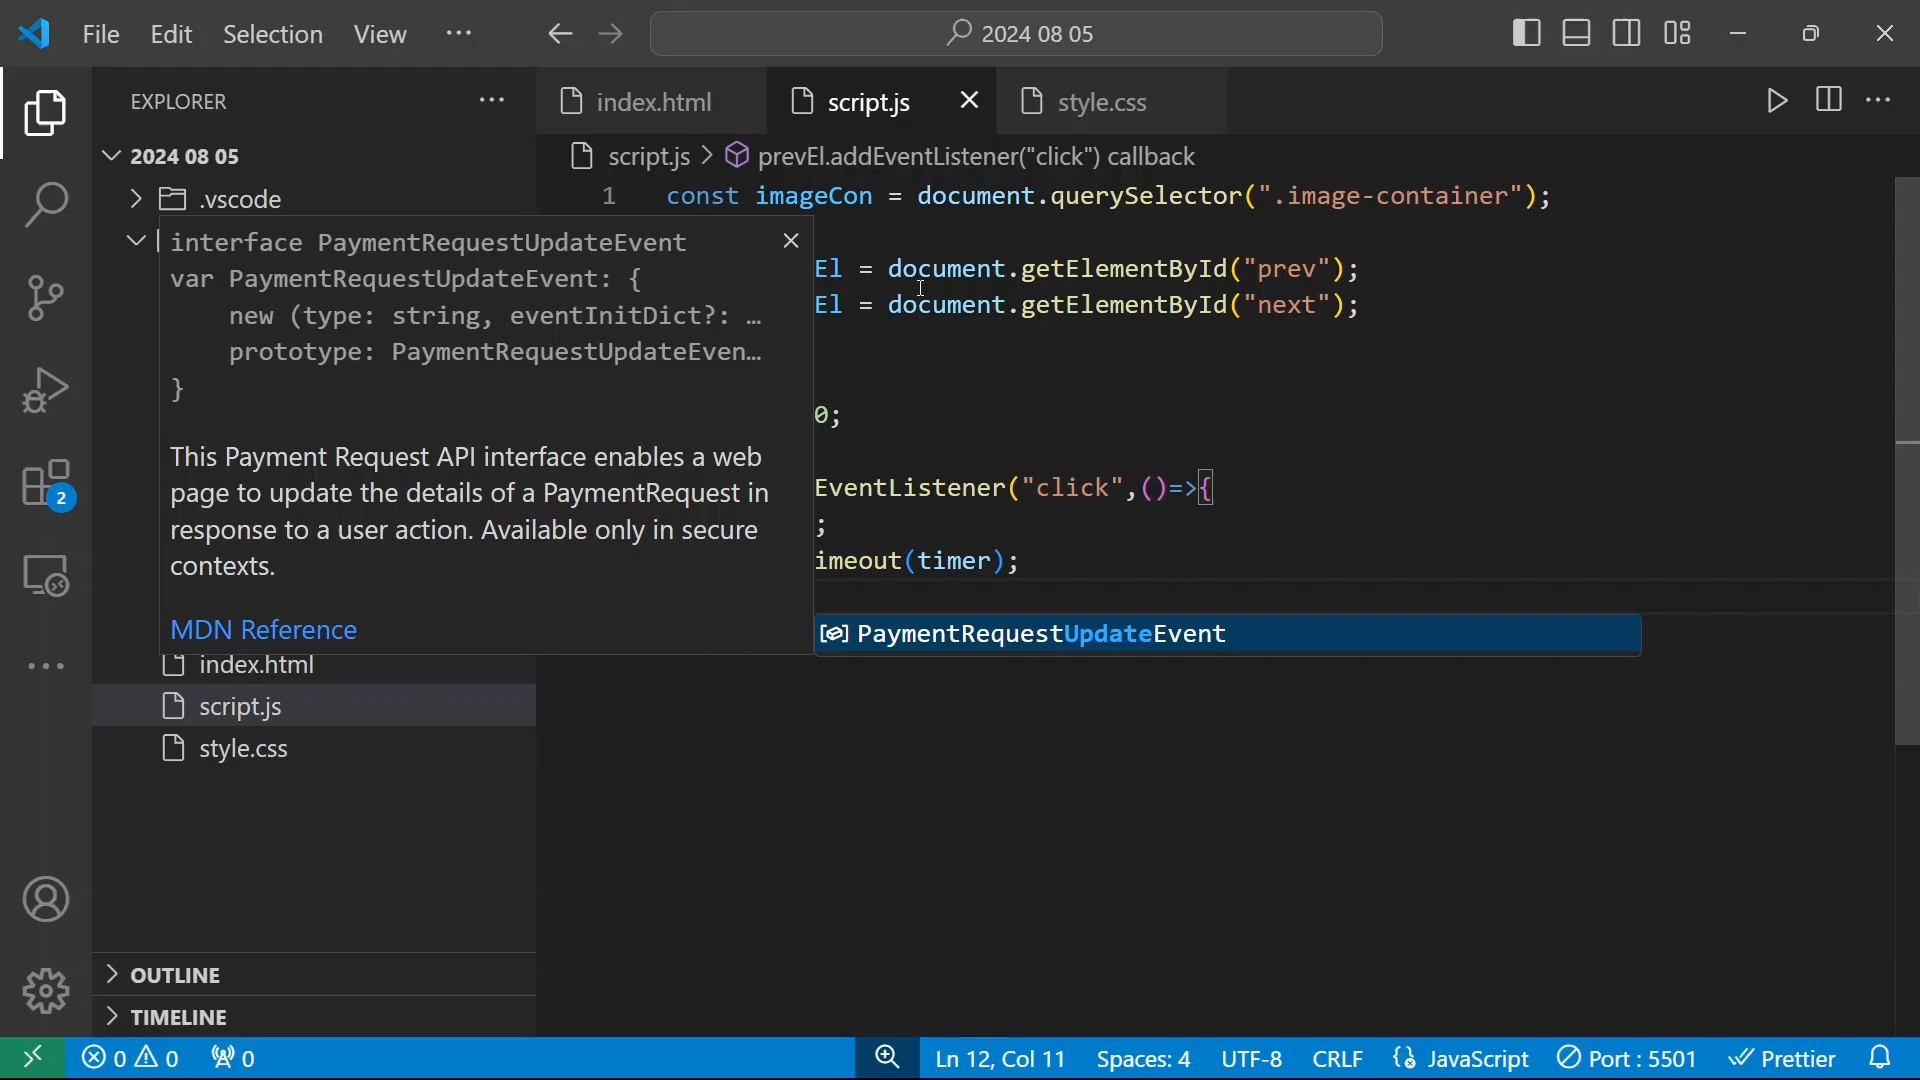 File Edit Selection View ...
2024 08 05
EXPLORER
index.html
script.js
style.css
2024 08 05
script.js > prevEl.addEventListener("click") callback
.vscode
1 const imageCon = document.querySelector(".image-container");
interface PaymentRequestUpdateEvent
var PaymentRequestUpdateEvent: {
new (type: string, eventInitDict?: …
prototype: PaymentRequestUpdateEven…
}
This Payment Request API interface enables a web
page to update the details of a PaymentRequest in
response to a user action. Available only in secure
contexts.
MDN Reference
El = document.getElementById("prev");
El = document.getElementById("next");
0;
EventListener("click",()=>{
;
imeout(timer);
PaymentRequestUpdateEvent
2
index.html
script.js
style.css
OUTLINE
TIMELINE
0 0 0
Ln 12, Col 11 Spaces: 4 UTF-8 CRLF JavaScript Port : 5501 Prettier